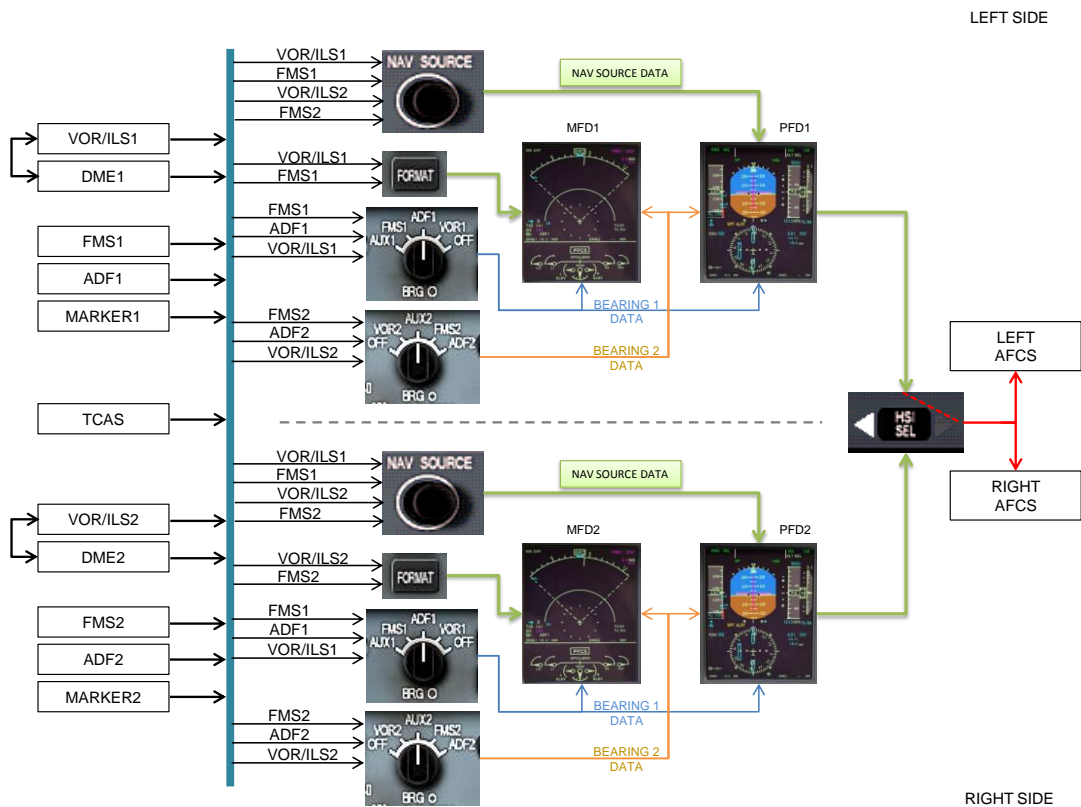 LEFT SIDE
VOR/ILS1
FMS1
VOR/ILS2
FMS2
NAV SOURCE
NAV SOURCE DATA
VOR/ILS1
DME1
FMS1
ADF1
MARKER1
VOR/ILS1
FMS1
FORMAT
MFD1
PFD1
FMS1
ADF1
VOR/ILS1
ADF1
FMS1
VOR1
AUX1
OFF
BRG
BEARING 1
DATA
FMS2
ADF2
VOR/ILS2
AUX2
VOR2
FMS2
OFF
ADF2
BRG
BEARING 2
DATA
PFCS
LEFT
AFCS
HSI
SEL
RIGHT
AFCS
TCAS
VOR/ILS1
FMS1
VOR/ILS2
FMS2
NAV SOURCE
NAV SOURCE DATA
VOR/ILS2
DME2
FMS2
ADF2
MARKER2
VOR/ILS2
FMS2
FORMAT
MFD2
PFD2
FMS1
ADF1
VOR/ILS1
ADF1
FMS1
VOR1
AUX1
OFF
BRG
BEARING 1
DATA
FMS2
ADF2
VOR/ILS2
AUX2
VOR2
FMS2
OFF
ADF2
BRG
BEARING 2
DATA
PFCS
RIGHT SIDE